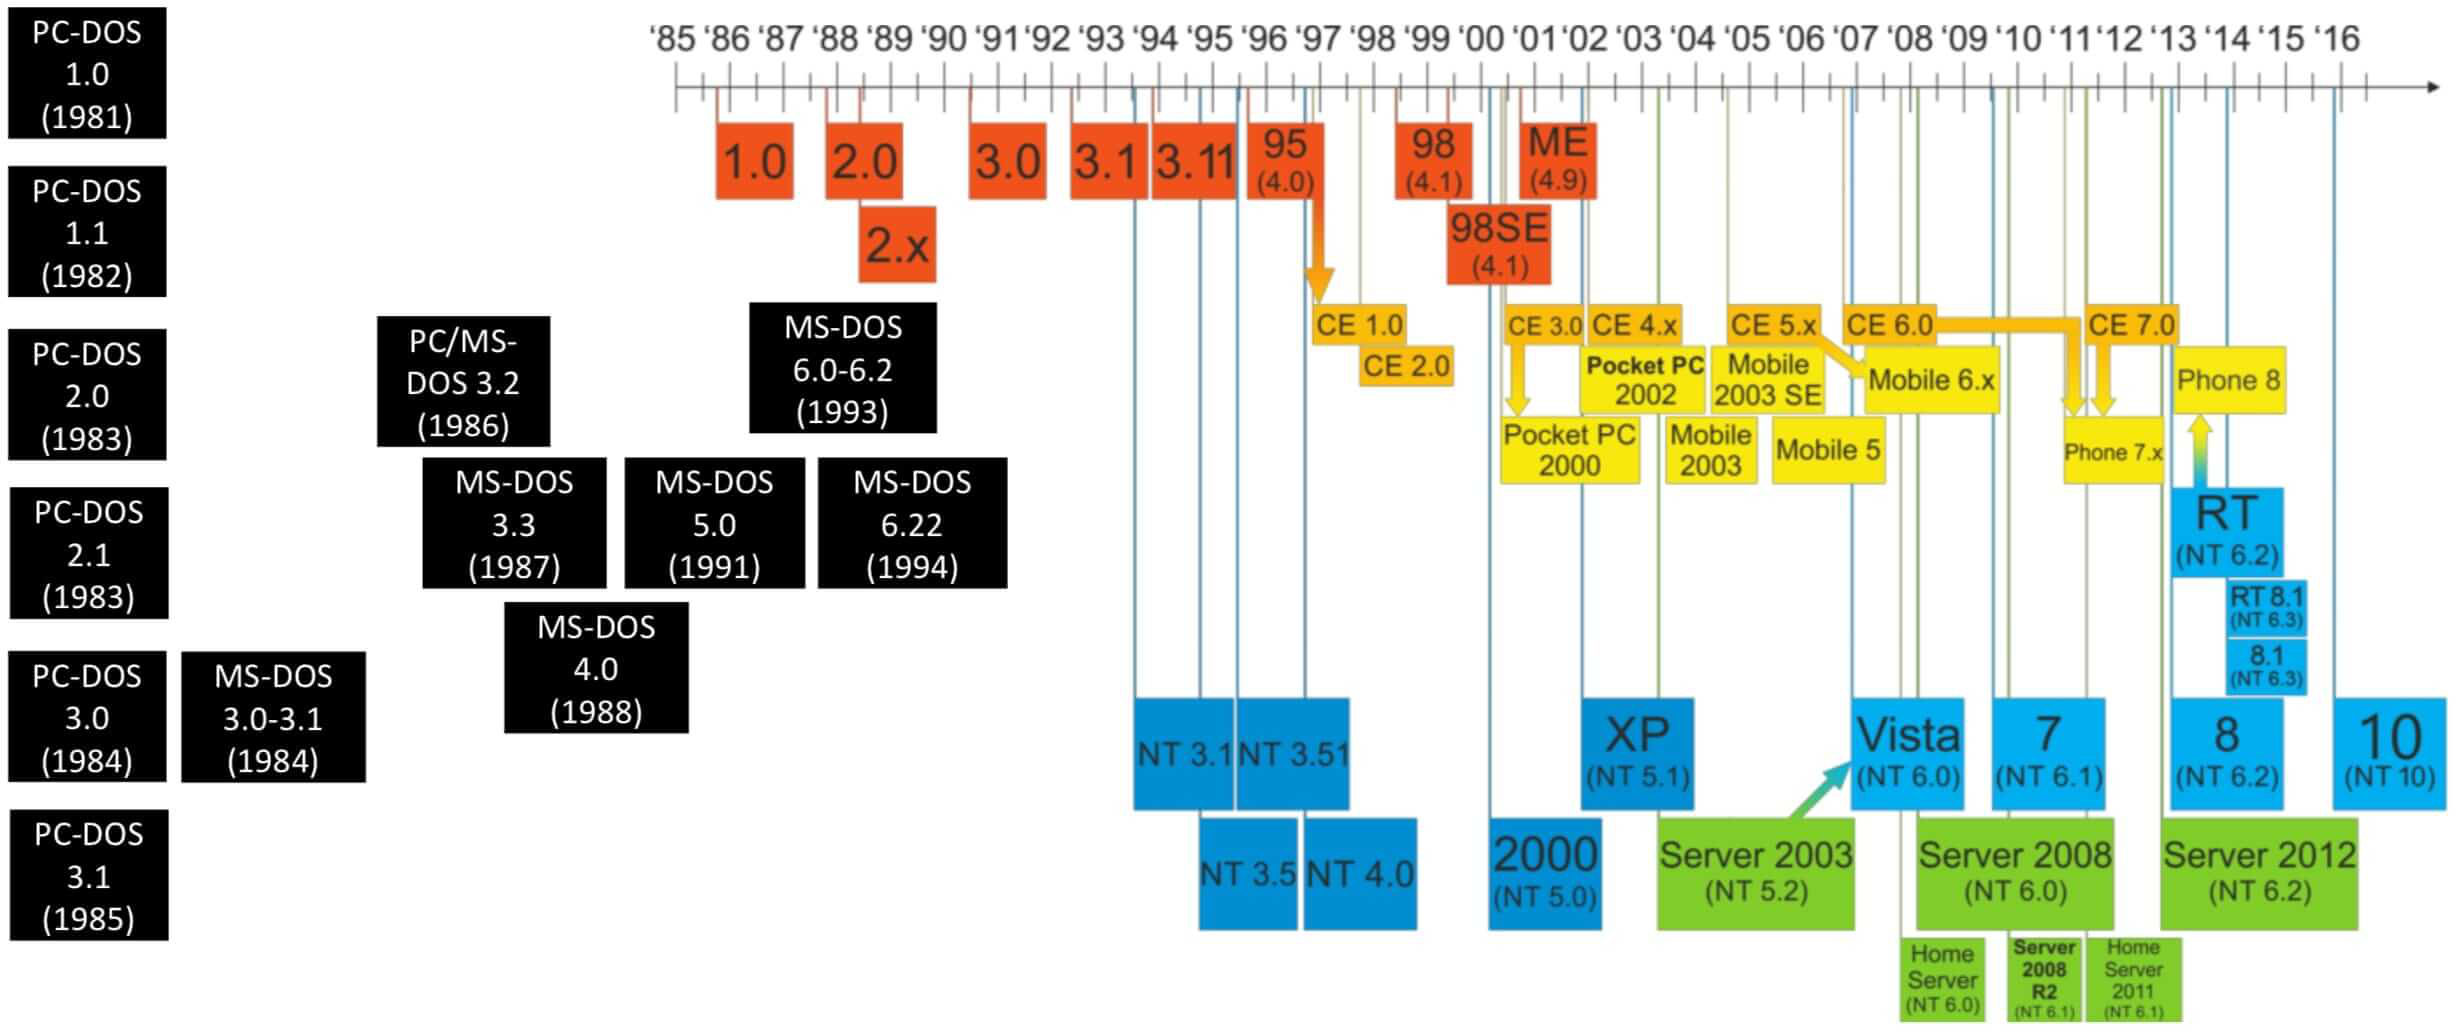 ‘85 ‘86 ‘87 ‘88 ‘89 ‘90 ‘91 ‘92 ‘93 ‘94 ‘95 ‘96 ‘97 ‘98 ‘99 ‘00 ‘01 ‘02 ‘03 ‘04 ‘05 ‘06 ‘07 ‘08 ‘09 ‘10 ‘11 ‘12 ‘13 ‘14 ‘15 ‘16
PC-DOS
1.0
(1981)
PC-DOS
1.1
(1982)
PC-DOS
2.0
(1983)
PC-DOS
2.1
(1983)
PC-DOS
3.0
(1984)
PC-DOS
3.1
(1985)
MS-DOS
3.0-3.1
(1984)
PC/MS-
DOS 3.2
(1986)
MS-DOS
3.3
(1987)
MS-DOS
4.0
(1988)
MS-DOS
5.0
(1991)
MS-DOS
6.0-6.2
(1993)
MS-DOS
6.22
(1994)
1.0
2.0
2.x
3.0
3.1
3.11
95
(4.0)
98
(4.1)
98SE
(4.1)
ME
(4.9)
CE 1.0
CE 2.0
CE 3.0
CE 4.x
CE 5.x
CE 6.0
CE 7.0
Pocket PC
2002
Mobile
2003 SE
Mobile 6.x
Phone 8
Pocket PC
2000
Mobile
2003
Mobile 5
Phone 7.x
RT
(NT 6.2)
RT 8.1
(NT 6.3)
8.1
(NT 6.3)
NT 3.1
NT 3.51
XP
(NT 5.1)
Vista
(NT 6.0)
7
(NT 6.1)
8
(NT 6.2)
10
(NT 10)
NT 3.5
NT 4.0
2000
(NT 5.0)
Server 2003
(NT 5.2)
Server 2008
(NT 6.0)
Server 2012
(NT 6.2)
Home
Server
(NT 6.0)
Server
2008
R2
(NT 6.1)
Home
Server
2011
(NT 6.1)